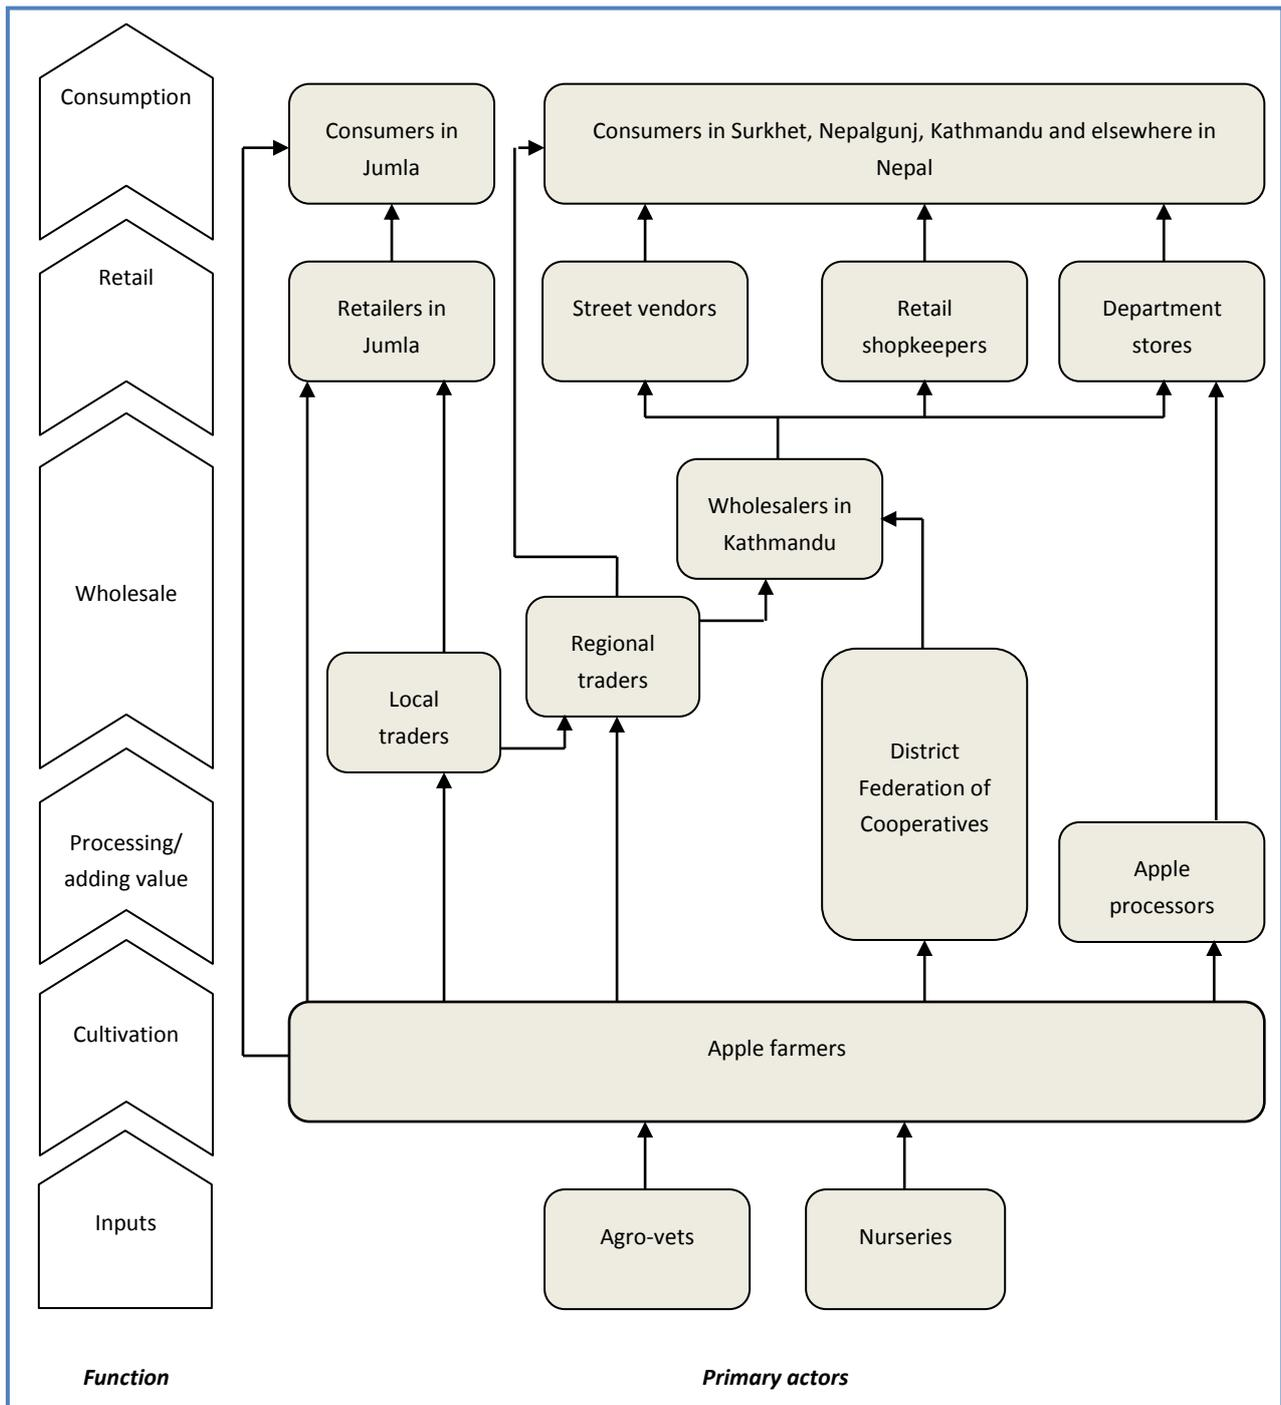 Consumption
Consumers in
Jumla
Consumers in Surkhet, Nepalgunj, Kathmandu and elsewhere in
Nepal
Retail
Retailers in
Jumla
Street vendors
Retail
shopkeepers
Department
stores
Wholesale
Wholesalers in
Kathmandu
Regional
traders
Local
traders
District
Federation of
Cooperatives
Processing/
adding value
Apple
processors
Cultivation
Apple farmers
Inputs
Agro-vets
Nurseries
Function
Primary actors